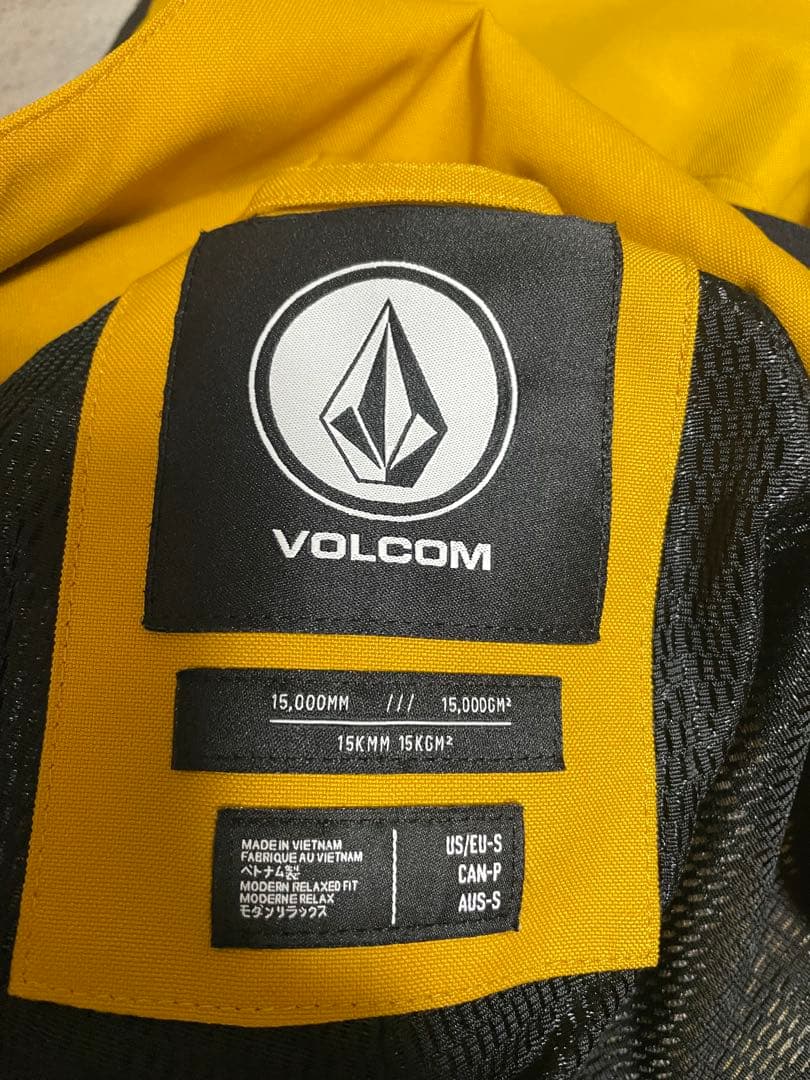 VOLCOM
15,000MM /// 15,000GM²
15KMM 15KGM²
MADE IN VIETNAM
FABRIQUE AU VIETNAM
ベトナム製
MODERN RELAXED FIT
MODERNE RELAX
モダンリラックス
US/EU-S
CAN-P
AUS-S